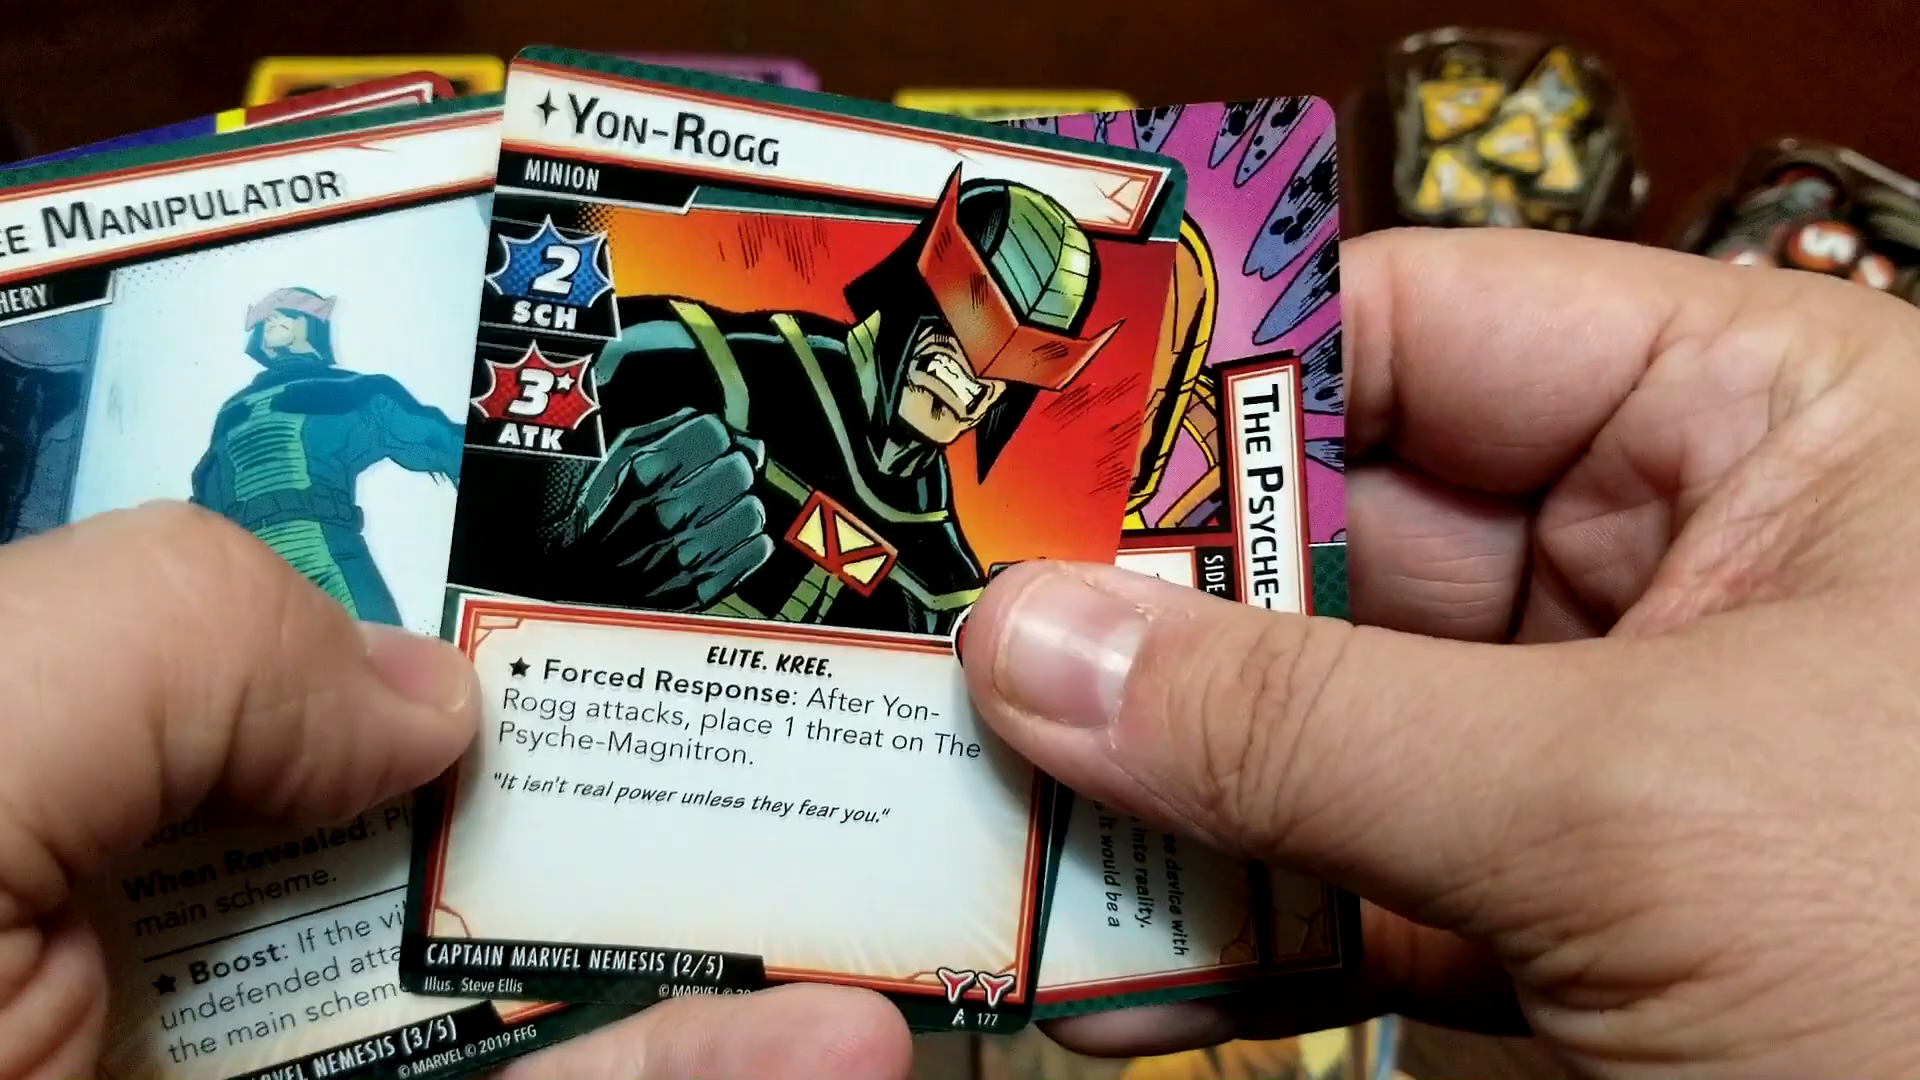 EE MANIPULATOR
HERY
When Revealed: Pl
main scheme.
★ Boost: If the vi
undefended atta
the main scheme
NEMESIS (3/5)
© MARVEL © 2019 FFG
YON-ROGG
MINION
2
SCH
3★
ATK
ELITE. KREE.
★ Forced Response: After Yon-
Rogg attacks, place 1 threat on The
Psyche-Magnitron.
"It isn't real power unless they fear you."
CAPTAIN MARVEL NEMESIS (2/5)
Illus. Steve Ellis
© MARVEL © 20
177
THE PSYCHE-
SIDE
device with
into reality.
it would be a